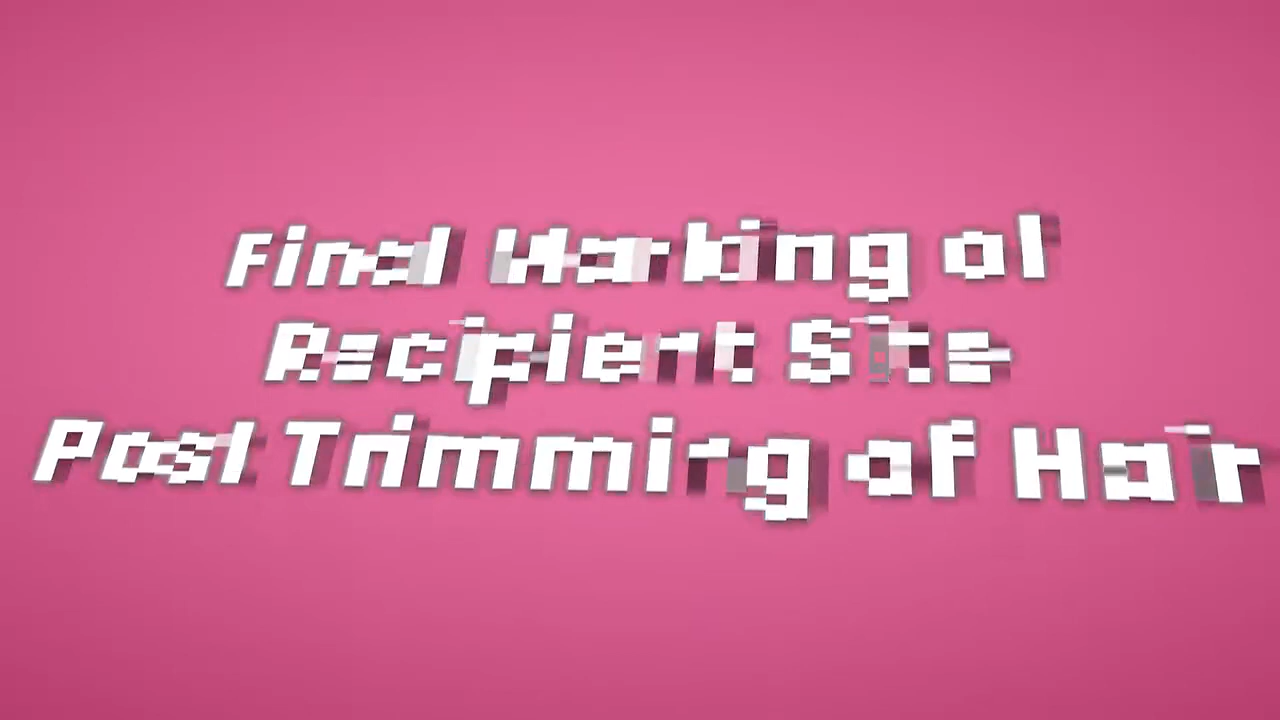 Final Marking of
Recipient Site
Post Trimming of Hair